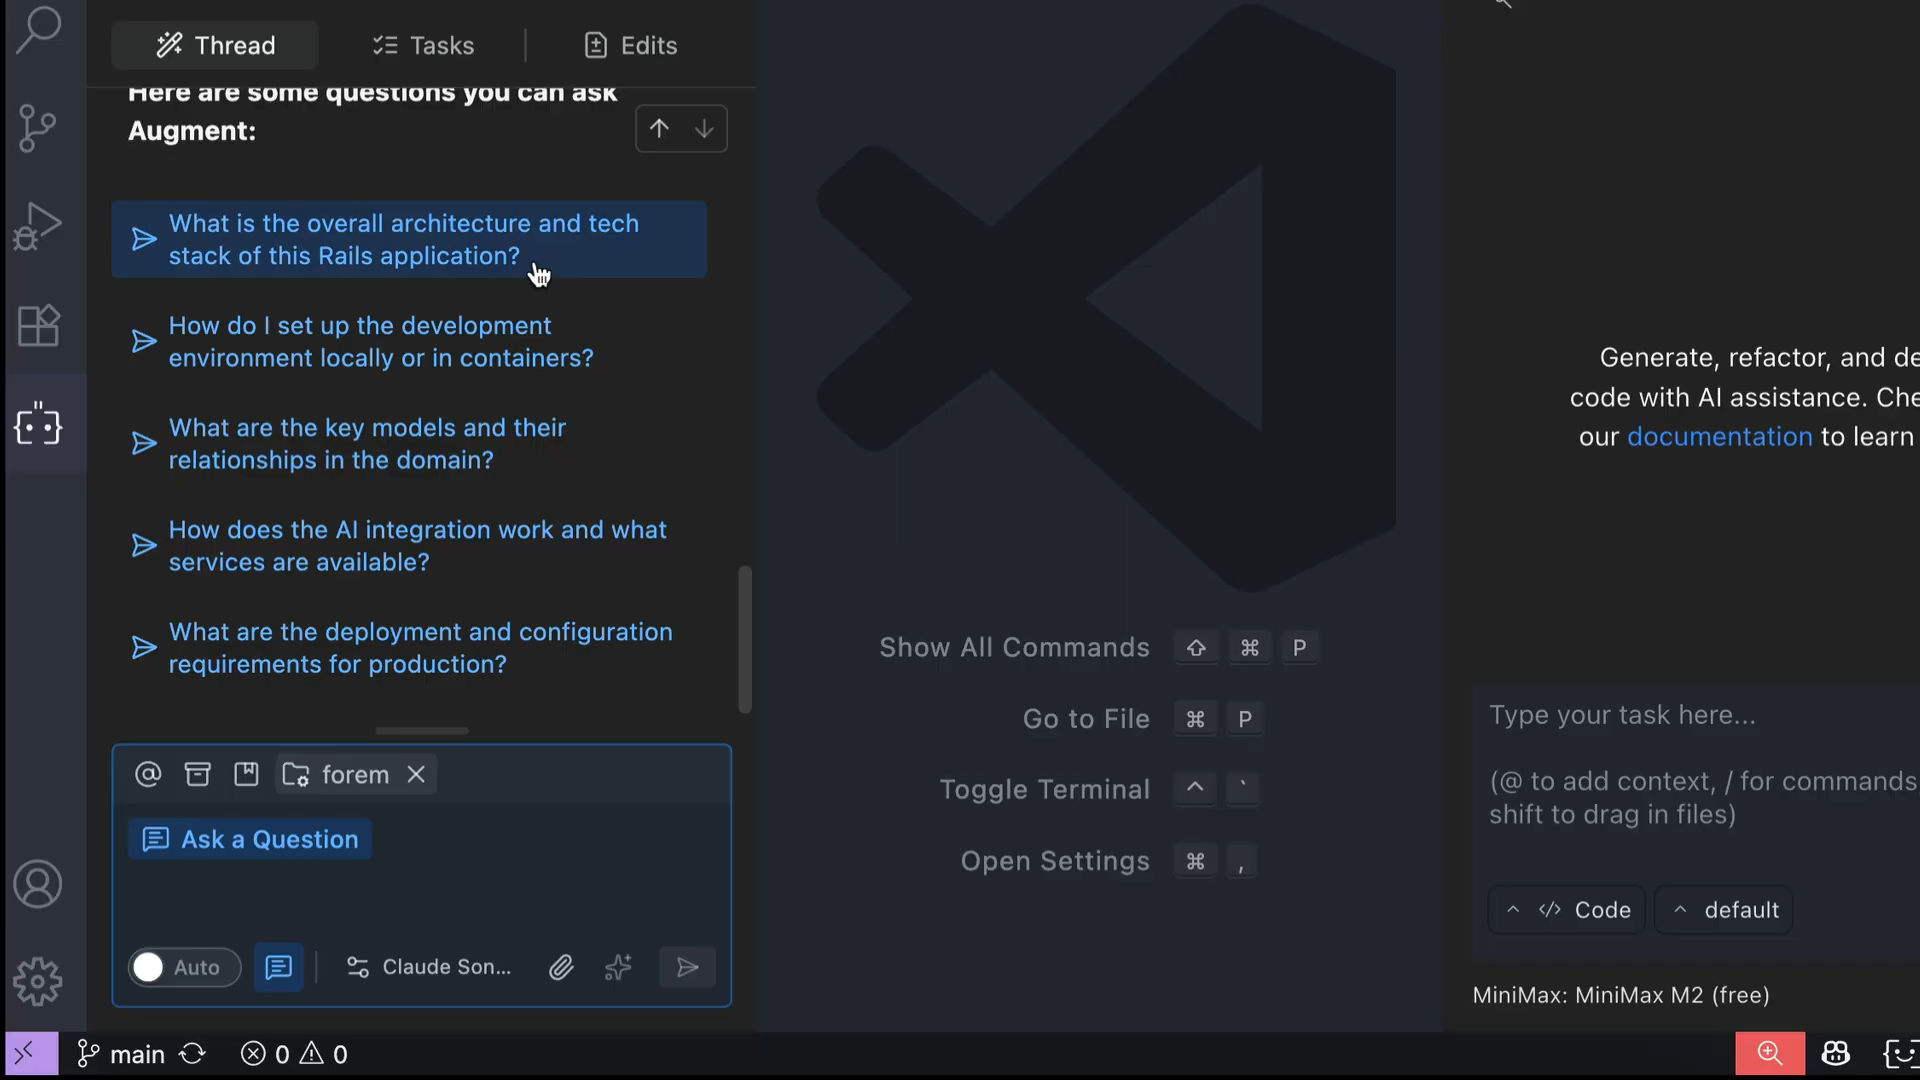 Thread
Tasks
Edits
Here are some questions you can ask
Augment:
What is the overall architecture and tech
stack of this Rails application?
How do I set up the development
environment locally or in containers?
What are the key models and their
relationships in the domain?
How does the AI integration work and what
services are available?
What are the deployment and configuration
requirements for production?
@
forem
Ask a Question
Auto
Claude Son...
Show All Commands ⇧ ⌘ P
Go to File ⌘ P
Toggle Terminal ^ `
Open Settings ⌘ ,
Generate, refactor, and de
code with AI assistance. Che
our documentation to learn
Type your task here...
(@ to add context, / for commands
shift to drag in files)
^ </> Code
^ default
MiniMax: MiniMax M2 (free)
main
0
0